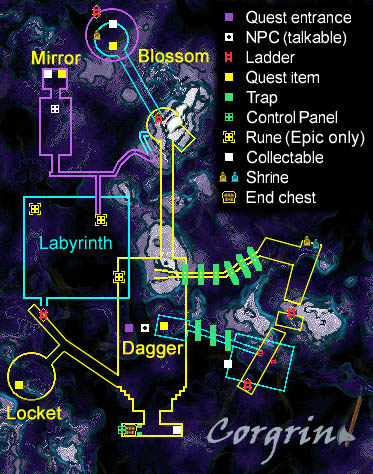 Mirror
Blossom
Quest entrance
NPC (talkable)
Ladder
Quest item
Trap
Control Panel
Rune (Epic only)
Collectable
Shrine
End chest
Labyrinth
Dagger
Locket
Corgrind